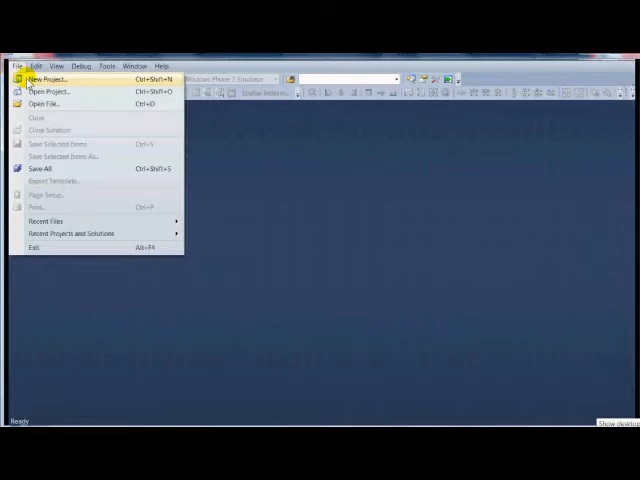 File Edit View Debug Tools Window Help
New Project... Ctrl+Shift+N
Windows Phone 7 Emulator
Open Project... Ctrl+Shift+O
Open File... Ctrl+O
Close
Close Solution
Save Selected Items Ctrl+S
Save Selected Items As...
Save All Ctrl+Shift+S
Export Template...
Page Setup...
Print... Ctrl+P
Recent Files
Recent Projects and Solutions
Exit Alt+F4
Ready
Show desktop